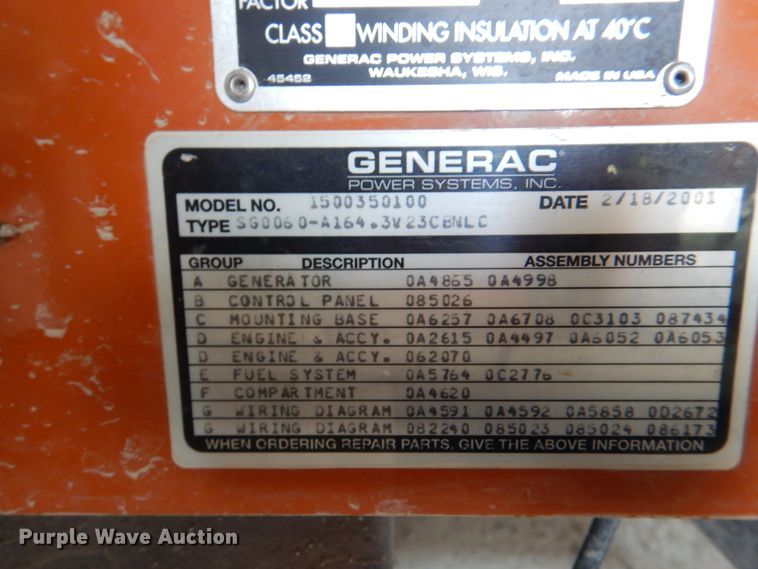 FACTOR
CLASS WINDING INSULATION AT 40°C
GENERAC POWER SYSTEMS, INC.
WAUKESHA, WIS.
45452 MADE IN USA
GENERAC
POWER SYSTEMS, INC.
MODEL NO. 1500350100 DATE 2/18/2001
TYPE SG0060-A164.3V23CBNLC
GROUP DESCRIPTION ASSEMBLY NUMBERS
A GENERATOR 0A4865 0A4998
B CONTROL PANEL 085026
C MOUNTING BASE 0A6257 0A6708 0C3103 087434
D ENGINE & ACCY. 0A2615 0A4497 0A6052 0A6053
D ENGINE & ACCY. 062070
E FUEL SYSTEM 0A5764 0C2776
F COMPARTMENT 0A4620
G WIRING DIAGRAM 0A4591 0A4592 0A5858 0D2672
G WIRING DIAGRAM 082240 085023 085024 086173
WHEN ORDERING REPAIR PARTS, GIVE THE ABOVE INFORMATION
Purple Wave Auction